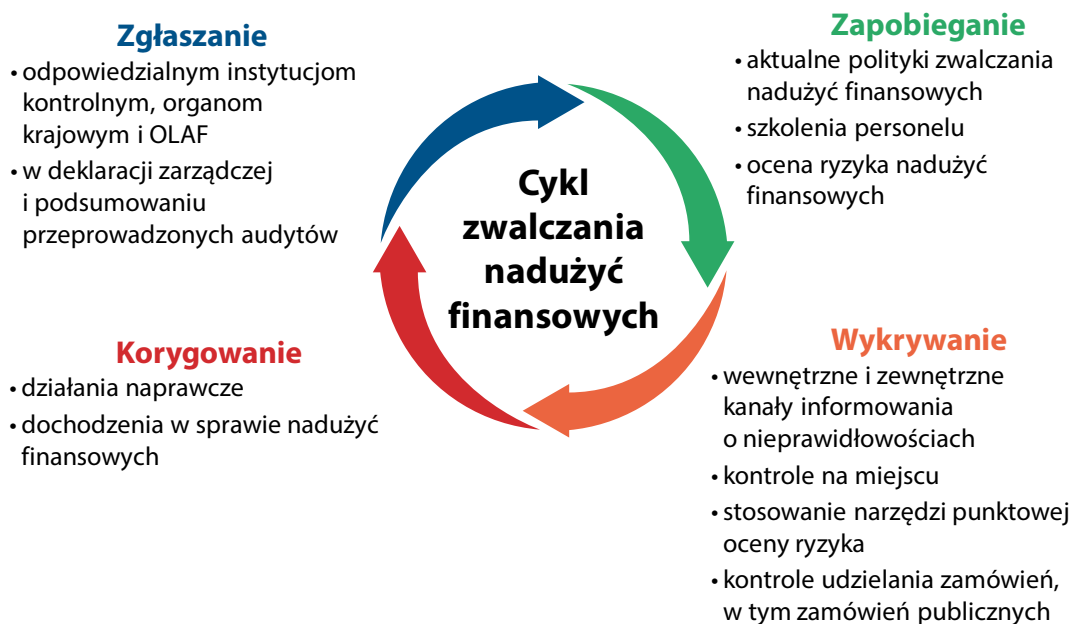 Zgłaszanie
• odpowiedzialnym instytucjom
kontrolnym, organom
krajowym i OLAF
• w deklaracji zarządczej
i podsumowaniu
przeprowadzonych audytów
Zapobieganie
• aktualne polityki zwalczania
nadużyć finansowych
• szkolenia personelu
• ocena ryzyka nadużyć
finansowych
Cykl
zwalczania
nadużyć
finansowych
Korygowanie
• działania naprawcze
• dochodzenia w sprawie nadużyć
finansowych
Wykrywanie
• wewnętrzne i zewnętrzne
kanały informowania
o nieprawidłowościach
• kontrole na miejscu
• stosowanie narzędzi punktowej
oceny ryzyka
• kontrole udzielania zamówień,
w tym zamówień publicznych